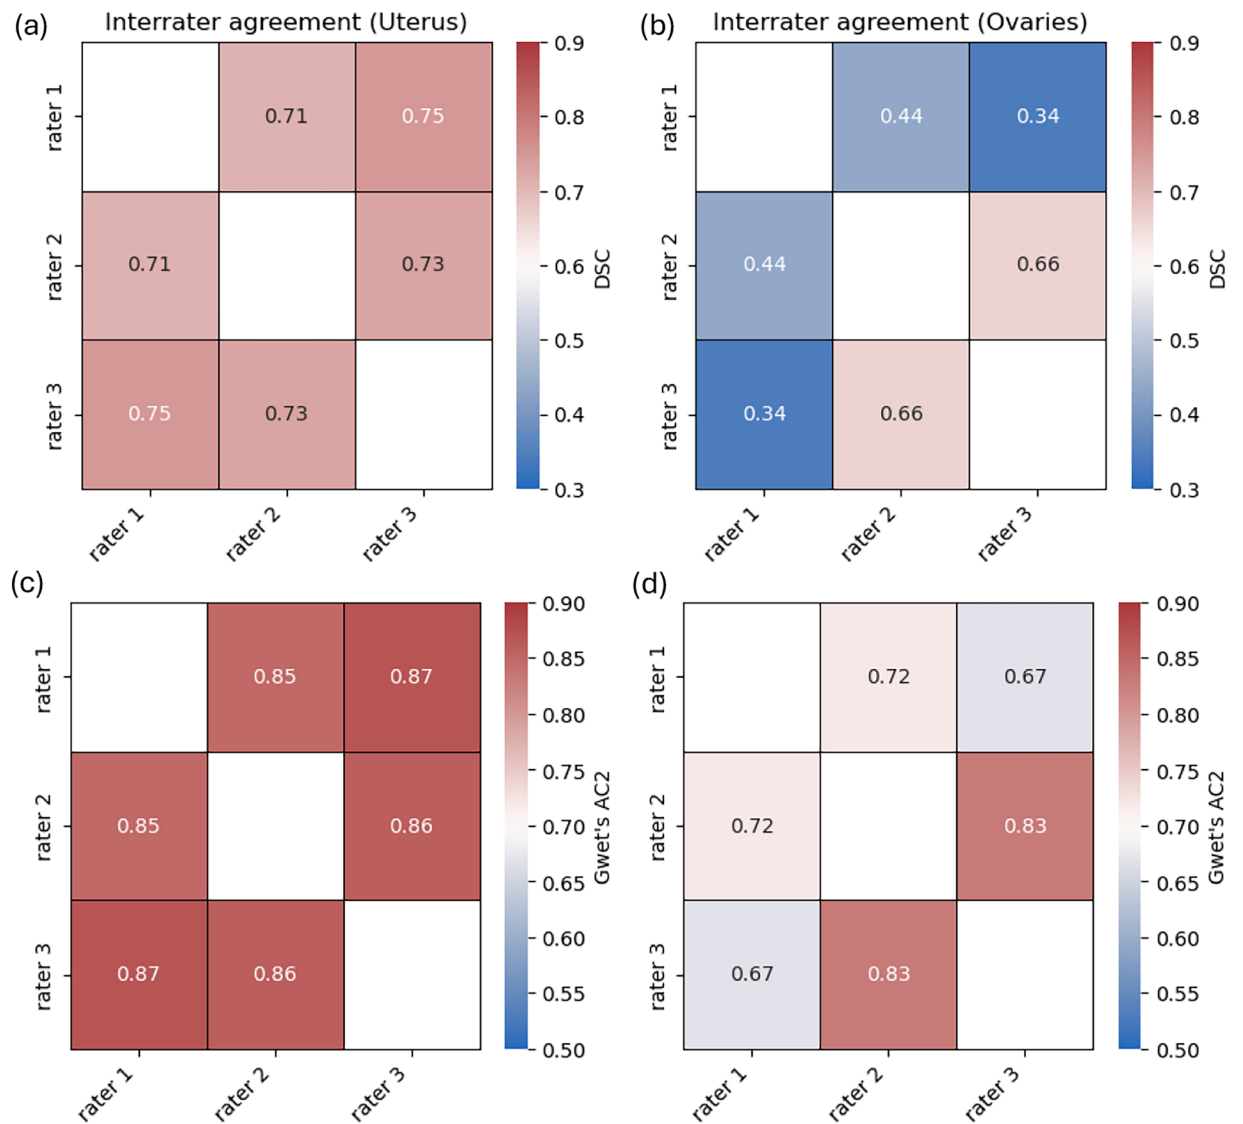 (a)
Interrater agreement (Uterus)
rater 1
0.71
0.75
rater 2
0.71
0.73
rater 3
0.75
0.73
rater 1
rater 2
rater 3
0.9
0.8
0.7
0.6
0.5
0.4
0.3
DSC
(b)
Interrater agreement (Ovaries)
rater 1
0.44
0.34
rater 2
0.44
0.66
rater 3
0.34
0.66
rater 1
rater 2
rater 3
0.9
0.8
0.7
0.6
0.5
0.4
0.3
DSC
(c)
rater 1
0.85
0.87
rater 2
0.85
0.86
rater 3
0.87
0.86
rater 1
rater 2
rater 3
0.90
0.85
0.80
0.75
0.70
0.65
0.60
0.55
0.50
Gwet's AC2
(d)
rater 1
0.72
0.67
rater 2
0.72
0.83
rater 3
0.67
0.83
rater 1
rater 2
rater 3
0.90
0.85
0.80
0.75
0.70
0.65
0.60
0.55
0.50
Gwet's AC2